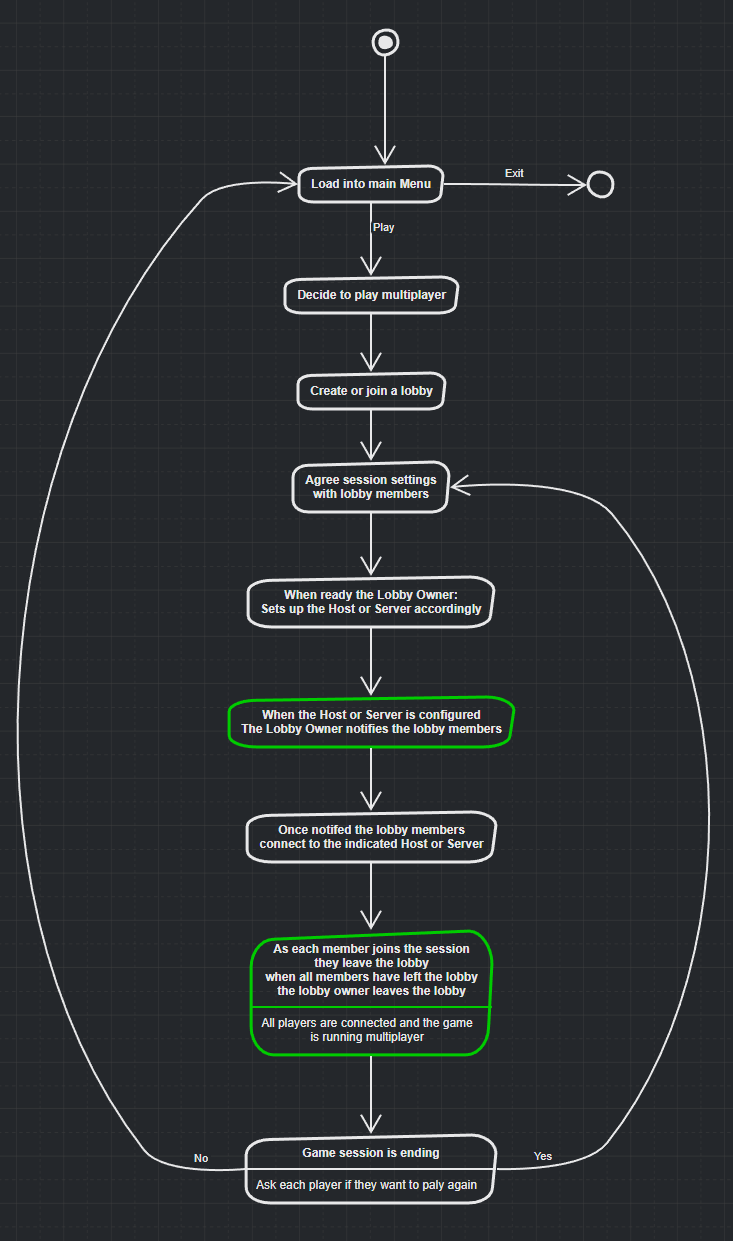 Load into main Menu
Exit
Play
Decide to play multiplayer
Create or join a lobby
Agree session settings
with lobby members
When ready the Lobby Owner:
Sets up the Host or Server accordingly
When the Host or Server is configured
The Lobby Owner notifies the lobby members
Once notifed the lobby members
connect to the indicated Host or Server
As each member joins the session
they leave the lobby
when all members have left the lobby
the lobby owner leaves the lobby
All players are connected and the game
is running multiplayer
No
Game session is ending
Yes
Ask each player if they want to paly again